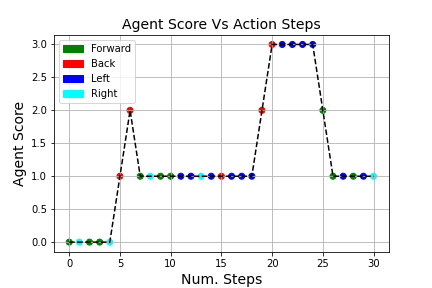 Agent Score Vs Action Steps
Forward
Back
Left
Right
3.0
2.5
2.0
1.5
1.0
0.5
0.0
Agent Score
0 5 10 15 20 25 30
Num. Steps